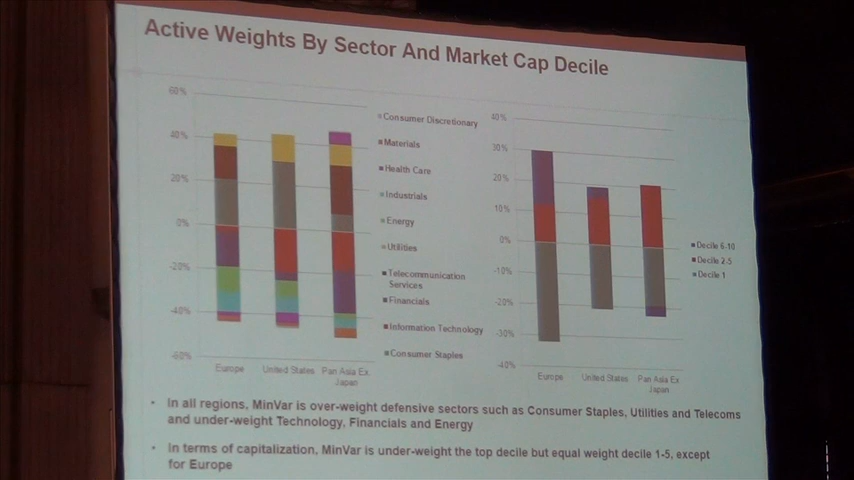 Active Weights By Sector And Market Cap Decile
60%
40%
20%
0%
-20%
-40%
-60%
Europe
United States
Pan Asia Ex.
Japan
Consumer Discretionary
Materials
Health Care
Industrials
Energy
Utilities
Telecommunication
Services
Financials
Information Technology
Consumer Staples
40%
30%
20%
10%
0%
-10%
-20%
-30%
-40%
Europe
United States
Pan Asia Ex.
Japan
Decile 6-10
Decile 2-5
Decile 1
• In all regions, MinVar is over-weight defensive sectors such as Consumer Staples, Utilities and Telecoms
and under-weight Technology, Financials and Energy
• In terms of capitalization, MinVar is under-weight the top decile but equal weight decile 1-5, except
for Europe